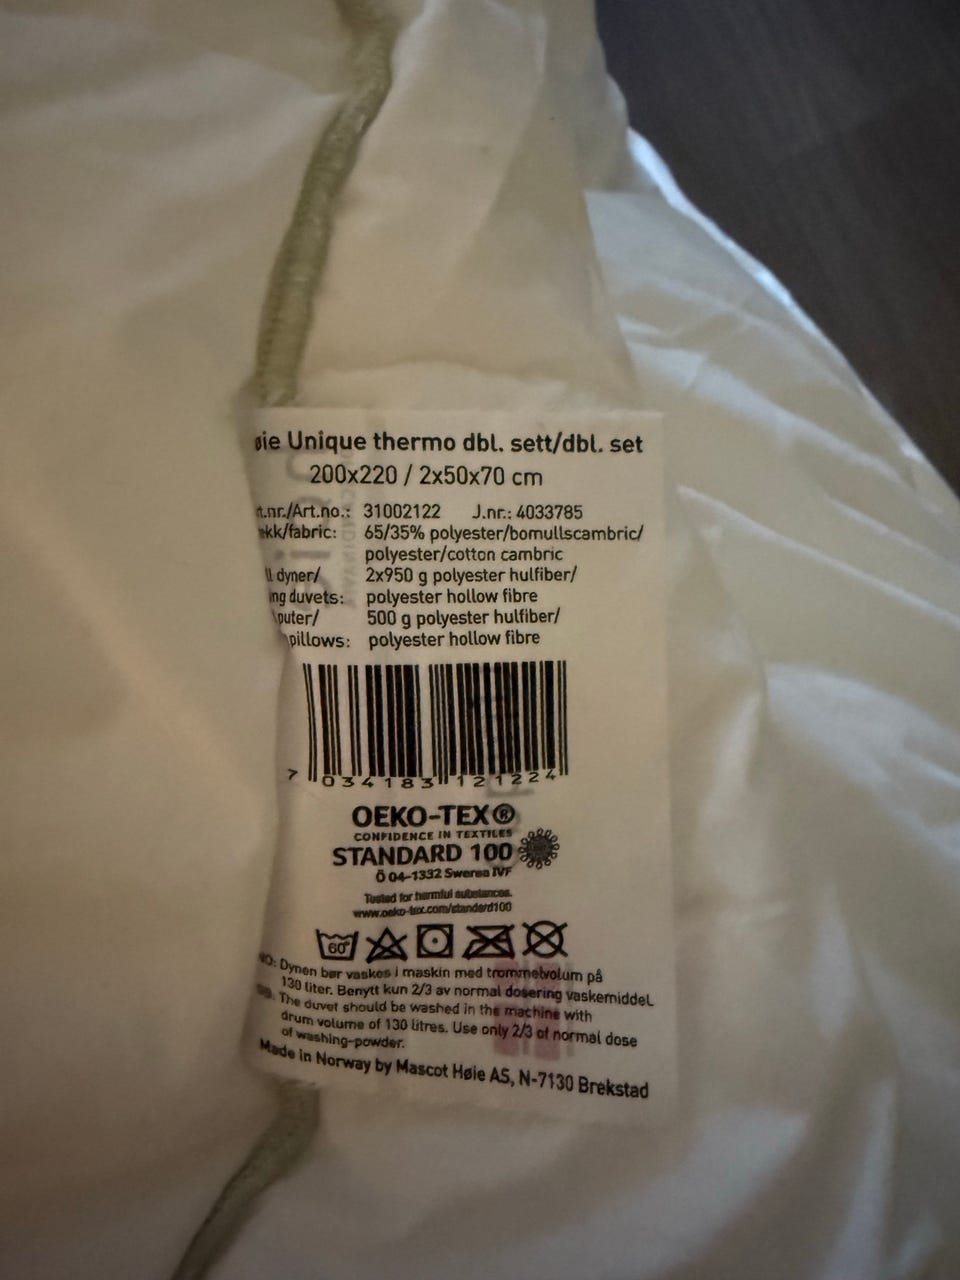 øie Unique thermo dbl. sett/dbl. set
200x220 / 2x50x70 cm
t.nr./Art.no.: 31002122 J.nr.: 4033785
ekk/fabric: 65/35% polyester/bomullscambric/
polyester/cotton cambric
ll dyner/ 2x950 g polyester hulfiber/
ing duvets: polyester hollow fibre
puter/ 500 g polyester hulfiber/
pillows: polyester hollow fibre
7 034183 121224
OEKO-TEX®
CONFIDENCE IN TEXTILES
STANDARD 100
Ö 04-1332 Swerea IVF
Tested for harmful substances.
www.oeko-tex.com/standard100
60°
NO: Dynen bør vaskes i maskin med trommelvolum på
130 liter. Benytt kun 2/3 av normal dosering vaskemiddel.
GB: The duvet should be washed in the machine with
drum volume of 130 litres. Use only 2/3 of normal dose
of washing-powder.
Made in Norway by Mascot Høie AS, N-7130 Brekstad